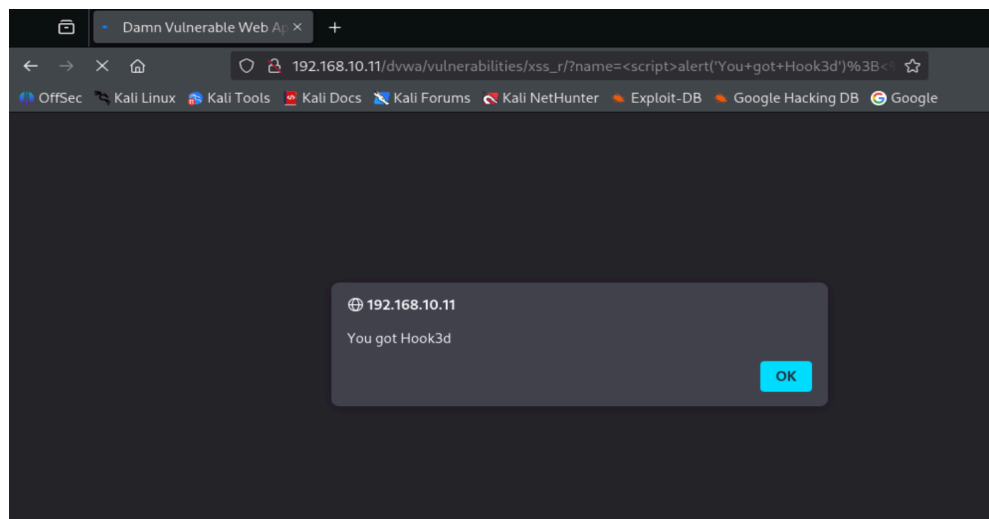 Damn Vulnerable Web Ap
192.168.10.11/dvwa/vulnerabilities/xss_r/?name=<script>alert('You+got+Hook3d')%3B<
OffSec Kali Linux Kali Tools Kali Docs Kali Forums Kali NetHunter Exploit-DB Google Hacking DB Google
192.168.10.11
You got Hook3d
OK